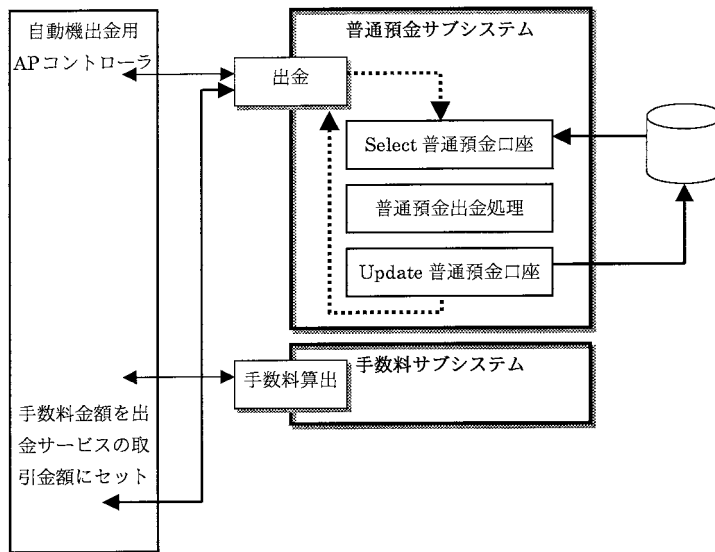 自動機出金用
APコントローラ
普通預金サブシステム
出金
Select 普通預金口座
普通預金出金処理
Update 普通預金口座
手数料サブシステム
手数料算出
手数料金額を出
金サービスの取
引金額にセット